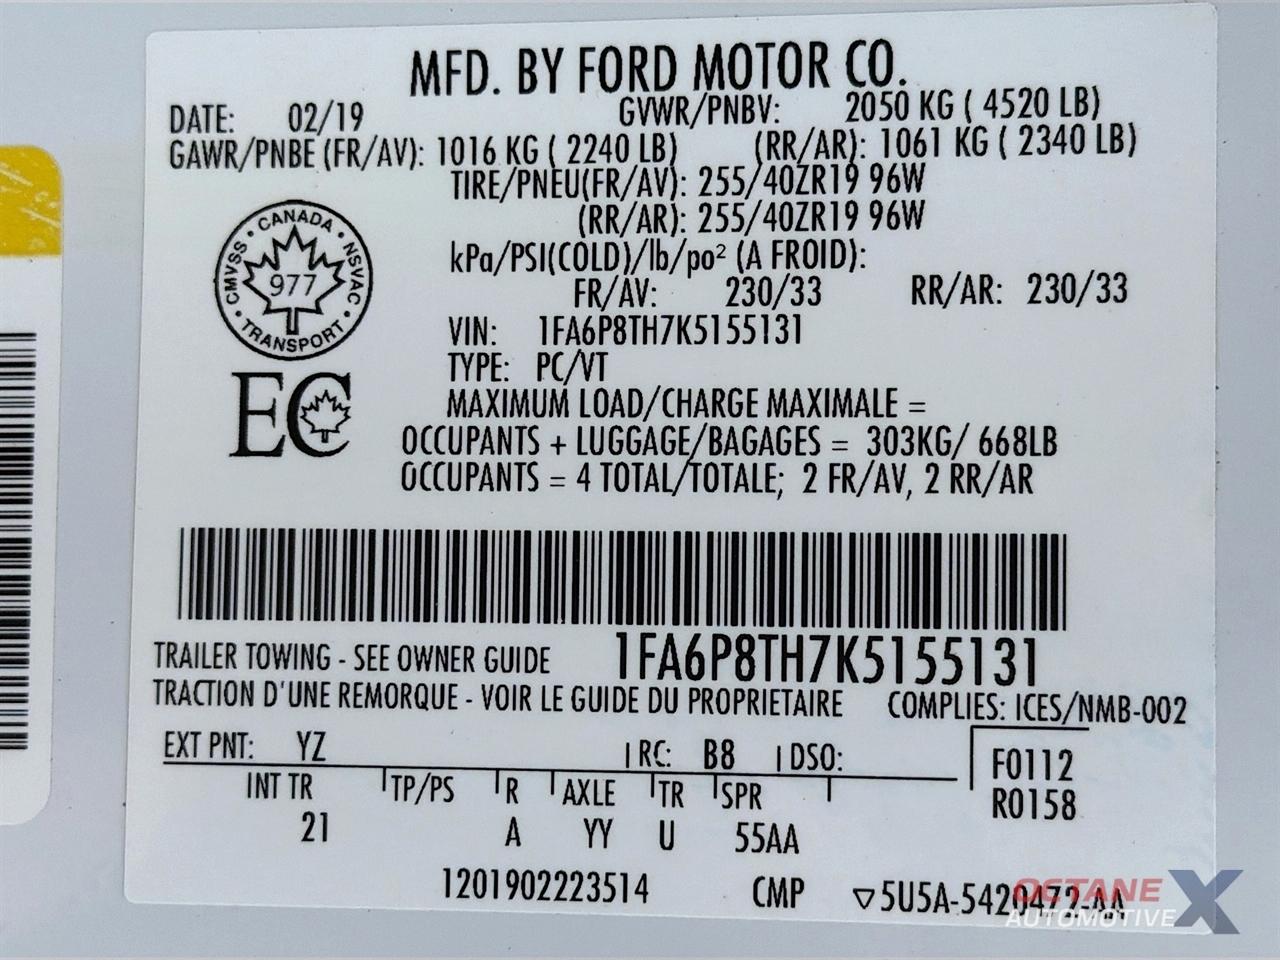 MFD. BY FORD MOTOR CO.
DATE: 02/19 GVWR/PNBV: 2050 KG ( 4520 LB)
GAWR/PNBE (FR/AV): 1016 KG ( 2240 LB) (RR/AR): 1061 KG ( 2340 LB)
TIRE/PNEU(FR/AV): 255/40ZR19 96W
(RR/AR): 255/40ZR19 96W
kPa/PSI(COLD)/lb/po² (A FROID):
FR/AV: 230/33 RR/AR: 230/33
CMVSS • CANADA • NSVAC • TRANSPORT •
977
VIN: 1FA6P8TH7K5155131
TYPE: PC/VT
EC
MAXIMUM LOAD/CHARGE MAXIMALE =
OCCUPANTS + LUGGAGE/BAGAGES = 303KG/ 668LB
OCCUPANTS = 4 TOTAL/TOTALE; 2 FR/AV, 2 RR/AR
TRAILER TOWING - SEE OWNER GUIDE 1FA6P8TH7K5155131
TRACTION D'UNE REMORQUE - VOIR LE GUIDE DU PROPRIETAIRE COMPLIES: ICES/NMB-002
EXT PNT: YZ RC: B8 DSO: F0112
INT TR TP/PS R AXLE TR SPR R0158
21 A YY U 55AA
1201902223514 CMP ▽5U5A-5420472-AA
OCTANE X
AUTOMOTIVE